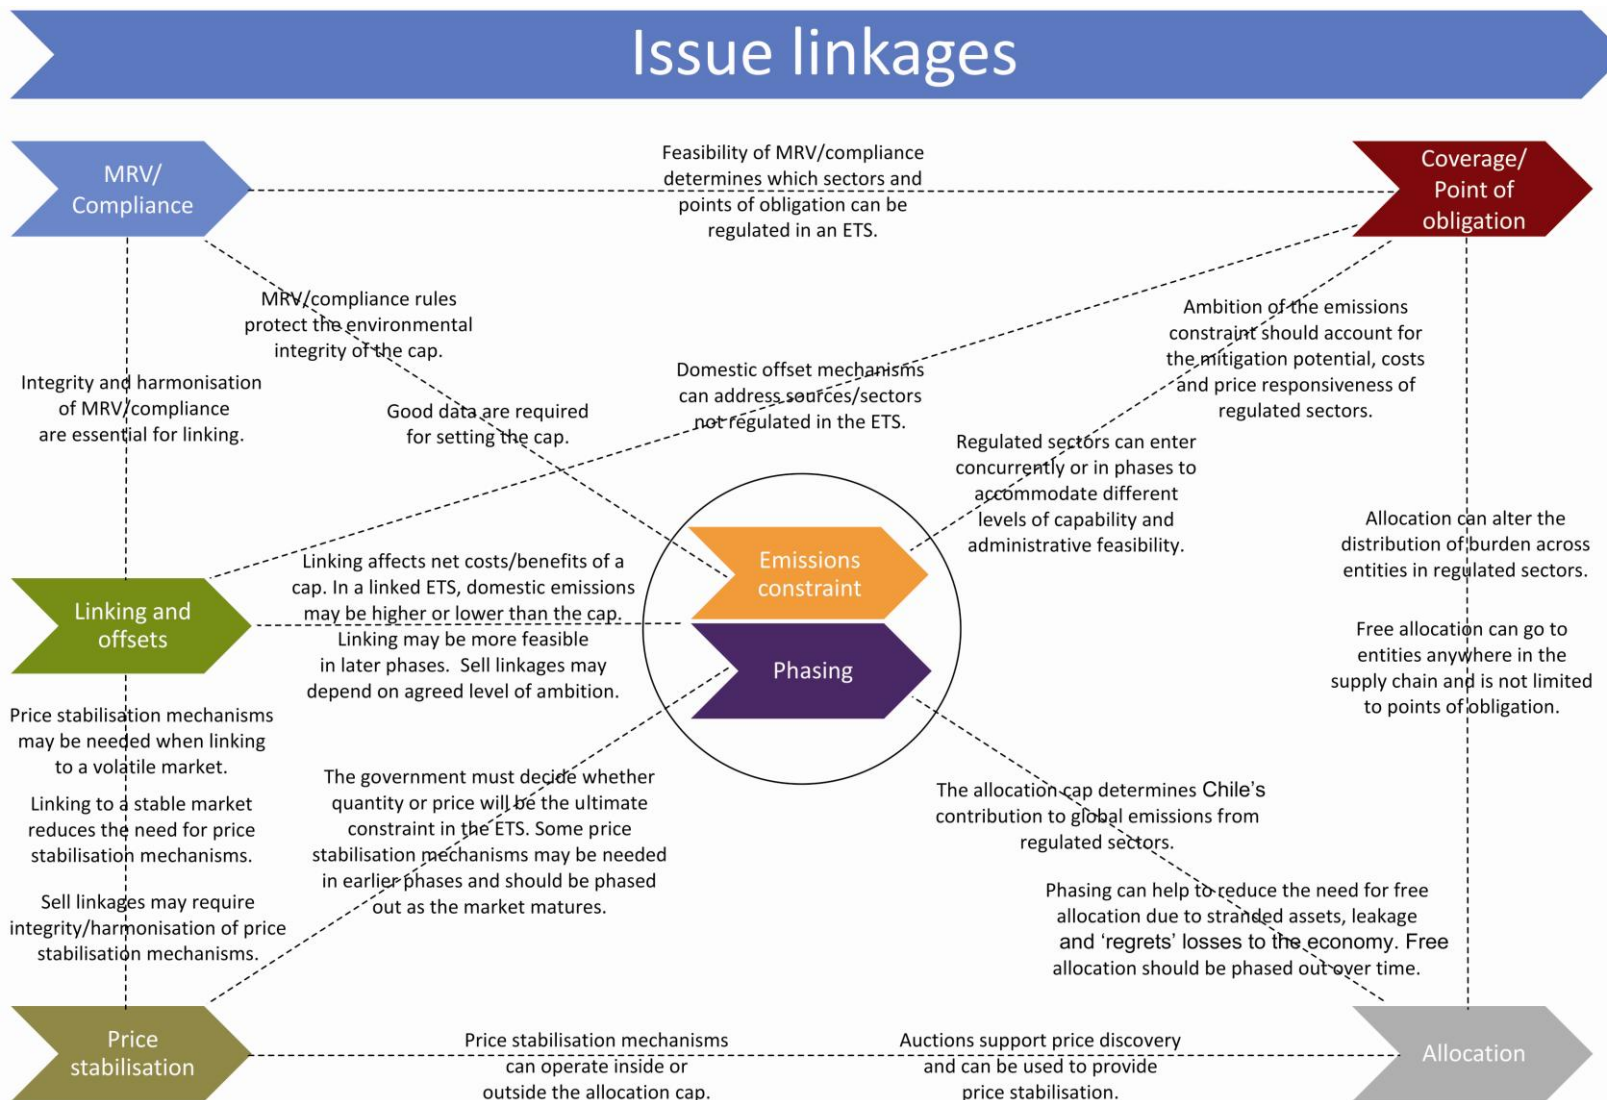 Issue linkages
MRV/
Compliance
Feasibility of MRV/compliance
determines which sectors and
points of obligation can be
regulated in an ETS.
Coverage/
Point of
obligation
MRV/compliance rules
protect the environmental
integrity of the cap.
Ambition of the emissions
constraint should account for
the mitigation potential, costs
and price responsiveness of
regulated sectors.
Integrity and harmonisation
of MRV/compliance
are essential for linking.
Domestic offset mechanisms
can address sources/sectors
not regulated in the ETS.
Good data are required
for setting the cap.
Regulated sectors can enter
concurrently or in phases to
accommodate different
levels of capability and
administrative feasibility.
Allocation can alter the
distribution of burden across
entities in regulated sectors.
Linking and
offsets
Linking affects net costs/benefits of a
cap. In a linked ETS, domestic emissions
may be higher or lower than the cap.
Linking may be more feasible
in later phases.  Sell linkages may
depend on agreed level of ambition.
Emissions
constraint
Phasing
Free allocation can go to
entities anywhere in the
supply chain and is not limited
to points of obligation.
Price stabilisation mechanisms
may be needed when linking
to a volatile market.
Linking to a stable market
reduces the need for price
stabilisation mechanisms.
Sell linkages may require
integrity/harmonisation of price
stabilisation mechanisms.
The government must decide whether
quantity or price will be the ultimate
constraint in the ETS. Some price
stabilisation mechanisms may be needed
in earlier phases and should be phased
out as the market matures.
The allocation cap determines Chile’s
contribution to global emissions from
regulated sectors.
Phasing can help to reduce the need for free
allocation due to stranded assets, leakage
and ‘regrets’ losses to the economy. Free
allocation should be phased out over time.
Price
stabilisation
Price stabilisation mechanisms
can operate inside or
outside the allocation cap.
Auctions support price discovery
and can be used to provide
price stabilisation.
Allocation